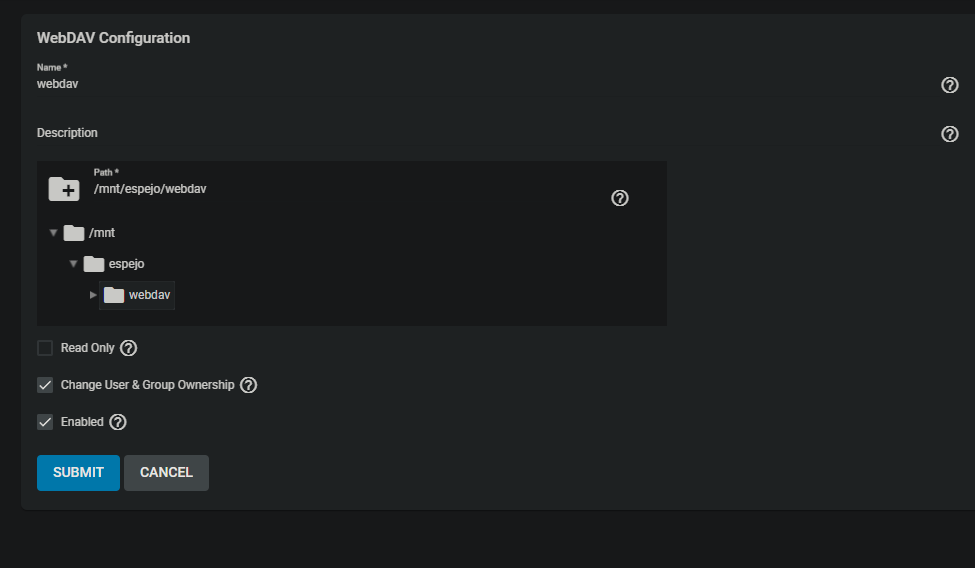 WebDAV Configuration
Name *
webdav
Description
Path *
/mnt/espejo/webdav
/mnt
espejo
webdav
Read Only
Change User & Group Ownership
Enabled
SUBMIT CANCEL